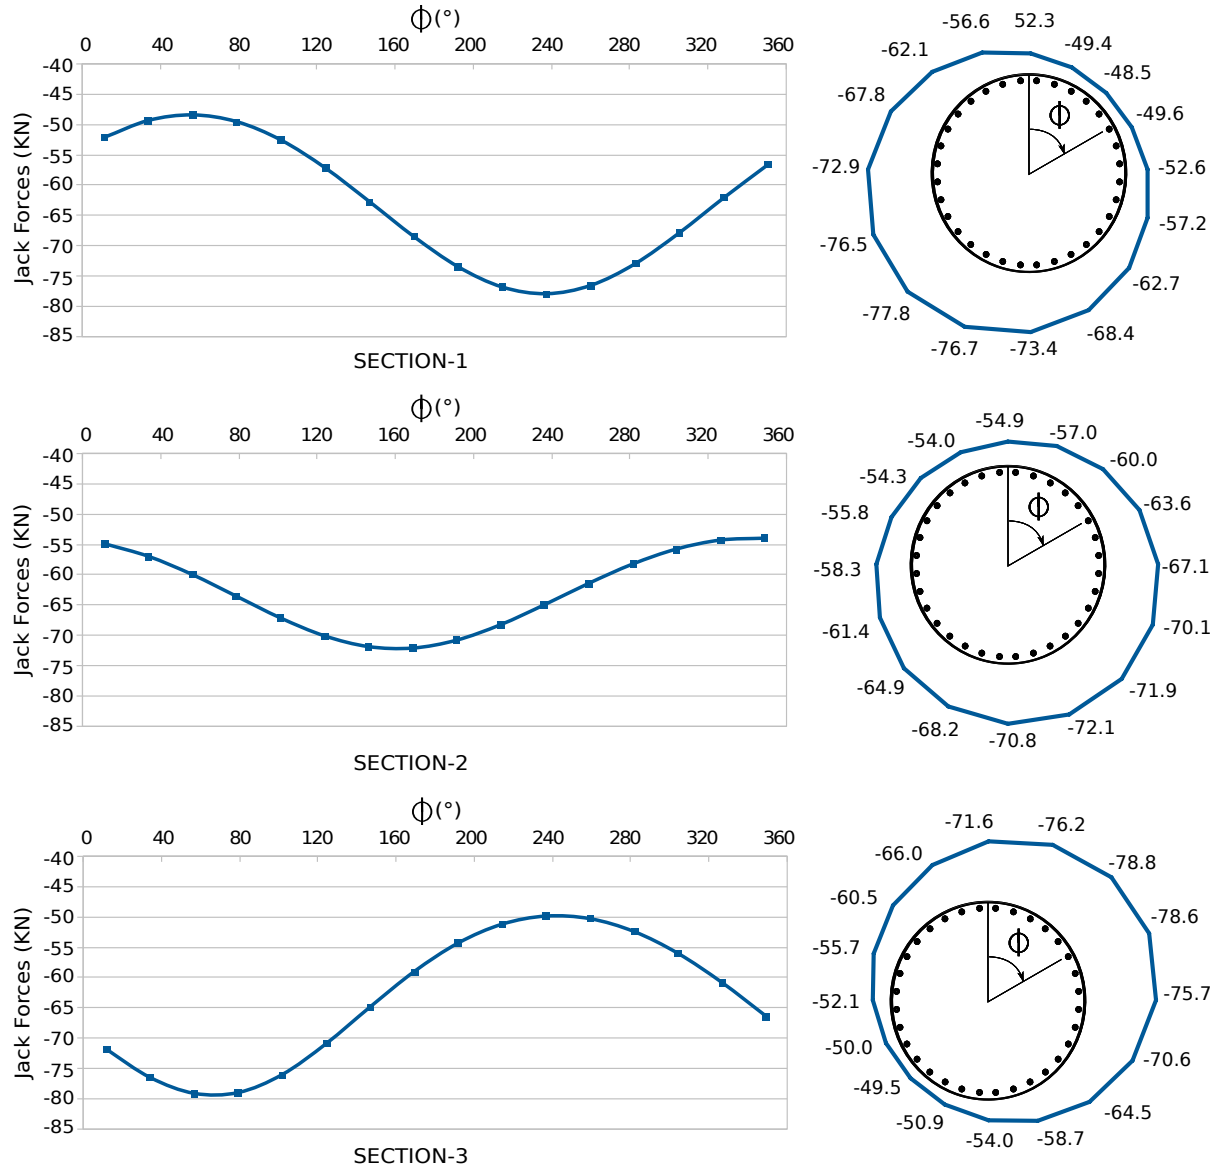 ϕ(°)
0 40 80 120 160 200 240 280 320 360
-40
-45
-50
-55
-60
-65
-70
-75
-80
-85
Jack Forces (KN)
SECTION-1
-56.6 52.3
-62.1 -49.4
-67.8 -48.5
-49.6
-72.9 -52.6
-76.5 -57.2
-77.8 -62.7
-76.7 -73.4 -68.4
ϕ
ϕ(°)
0 40 80 120 160 200 240 280 320 360
-40
-45
-50
-55
-60
-65
-70
-75
-80
-85
Jack Forces (KN)
SECTION-2
-54.9
-54.0 -57.0
-54.3 -60.0
-55.8 -63.6
-58.3 -67.1
-61.4 -70.1
-64.9 -71.9
-68.2 -70.8 -72.1
ϕ
ϕ(°)
0 40 80 120 160 200 240 280 320 360
-40
-45
-50
-55
-60
-65
-70
-75
-80
-85
Jack Forces (KN)
SECTION-3
-71.6 -76.2
-66.0 -78.8
-60.5 -78.6
-55.7
-52.1 -75.7
-50.0 -70.6
-49.5 -64.5
-50.9 -54.0 -58.7
ϕ